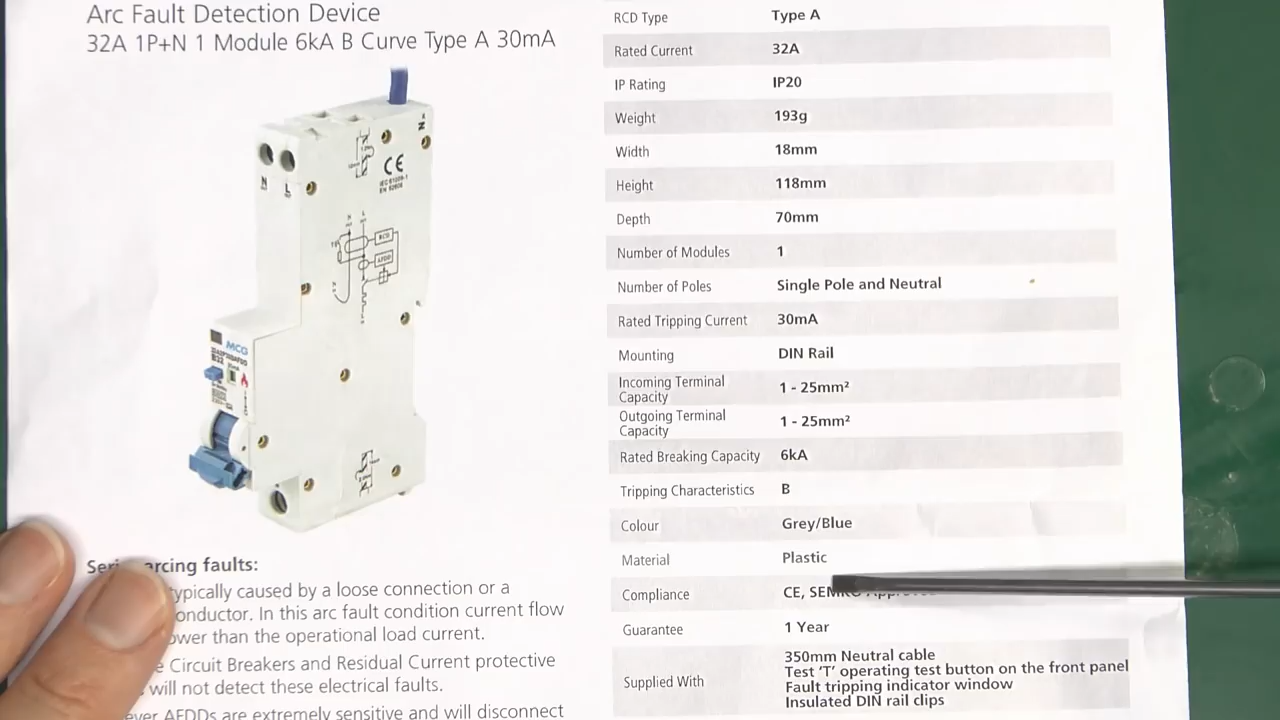 Arc Fault Detection Device
32A 1P+N 1 Module 6kA B Curve Type A 30mA
N
N L
CE
MCG
B32
RCD
AFDD
arcing faults:
typically caused by a loose connection or a
In this arc fault condition current flow
than the operational load current.
Circuit Breakers and Residual Current protective
will not detect these electrical faults.
AFDDs are extremely sensitive and will disconnect
RCD Type Type A
Rated Current 32A
IP Rating IP20
Weight 193g
Width 18mm
Height 118mm
Depth 70mm
Number of Modules 1
Number of Poles Single Pole and Neutral
Rated Tripping Current 30mA
Mounting DIN Rail
Incoming Terminal
Capacity 1 - 25mm²
Outgoing Terminal
Capacity 1 - 25mm²
Rated Breaking Capacity 6kA
Tripping Characteristics B
Colour Grey/Blue
Material Plastic
Compliance CE,
Guarantee 1 Year
Supplied With 350mm Neutral cable
Test 'T' operating test button on the front panel
Fault tripping indicator window
Insulated DIN rail clips